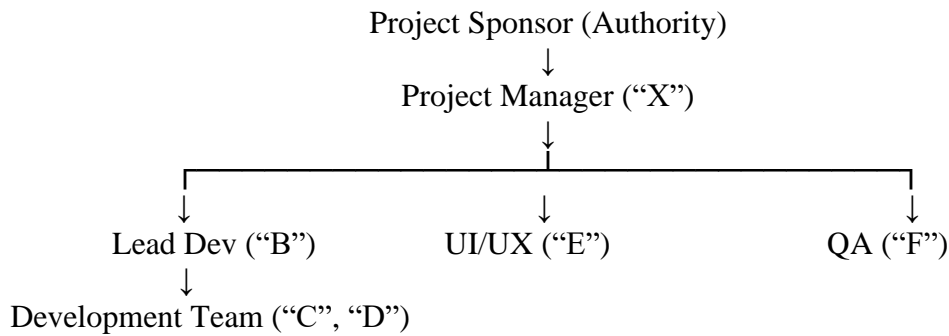 Project Sponsor (Authority)
↓
Project Manager (“X”)
↓
↓ ↓ ↓
Lead Dev (“B”) UI/UX (“E”) QA (“F”)
↓
Development Team (“C”, “D”)